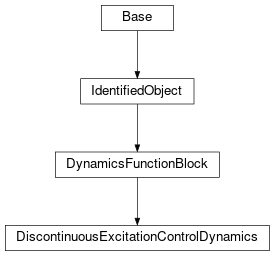 Base
IdentifiedObject
DynamicsFunctionBlock
DiscontinuousExcitationControlDynamics